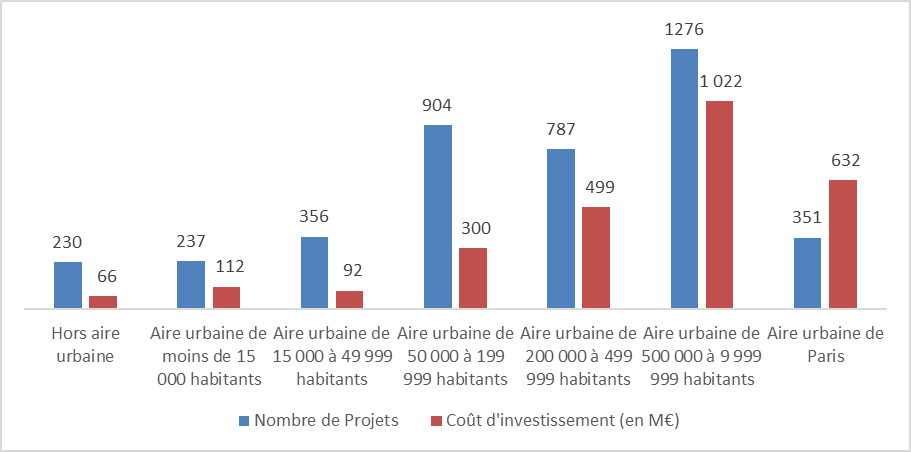 1276
1 022
904
787
632
499
356
351
300
230
237
112
92
66
Hors aire
urbaine
Aire urbaine de
moins de 15
000 habitants
Aire urbaine de
15 000 à 49 999
habitants
Aire urbaine de
50 000 à 199
999 habitants
Aire urbaine de
200 000 à 499
999 habitants
Aire urbaine de
500 000 à 9 999
999 habitants
Aire urbaine de
Paris
Nombre de Projets
Coût d'investissement (en M€)